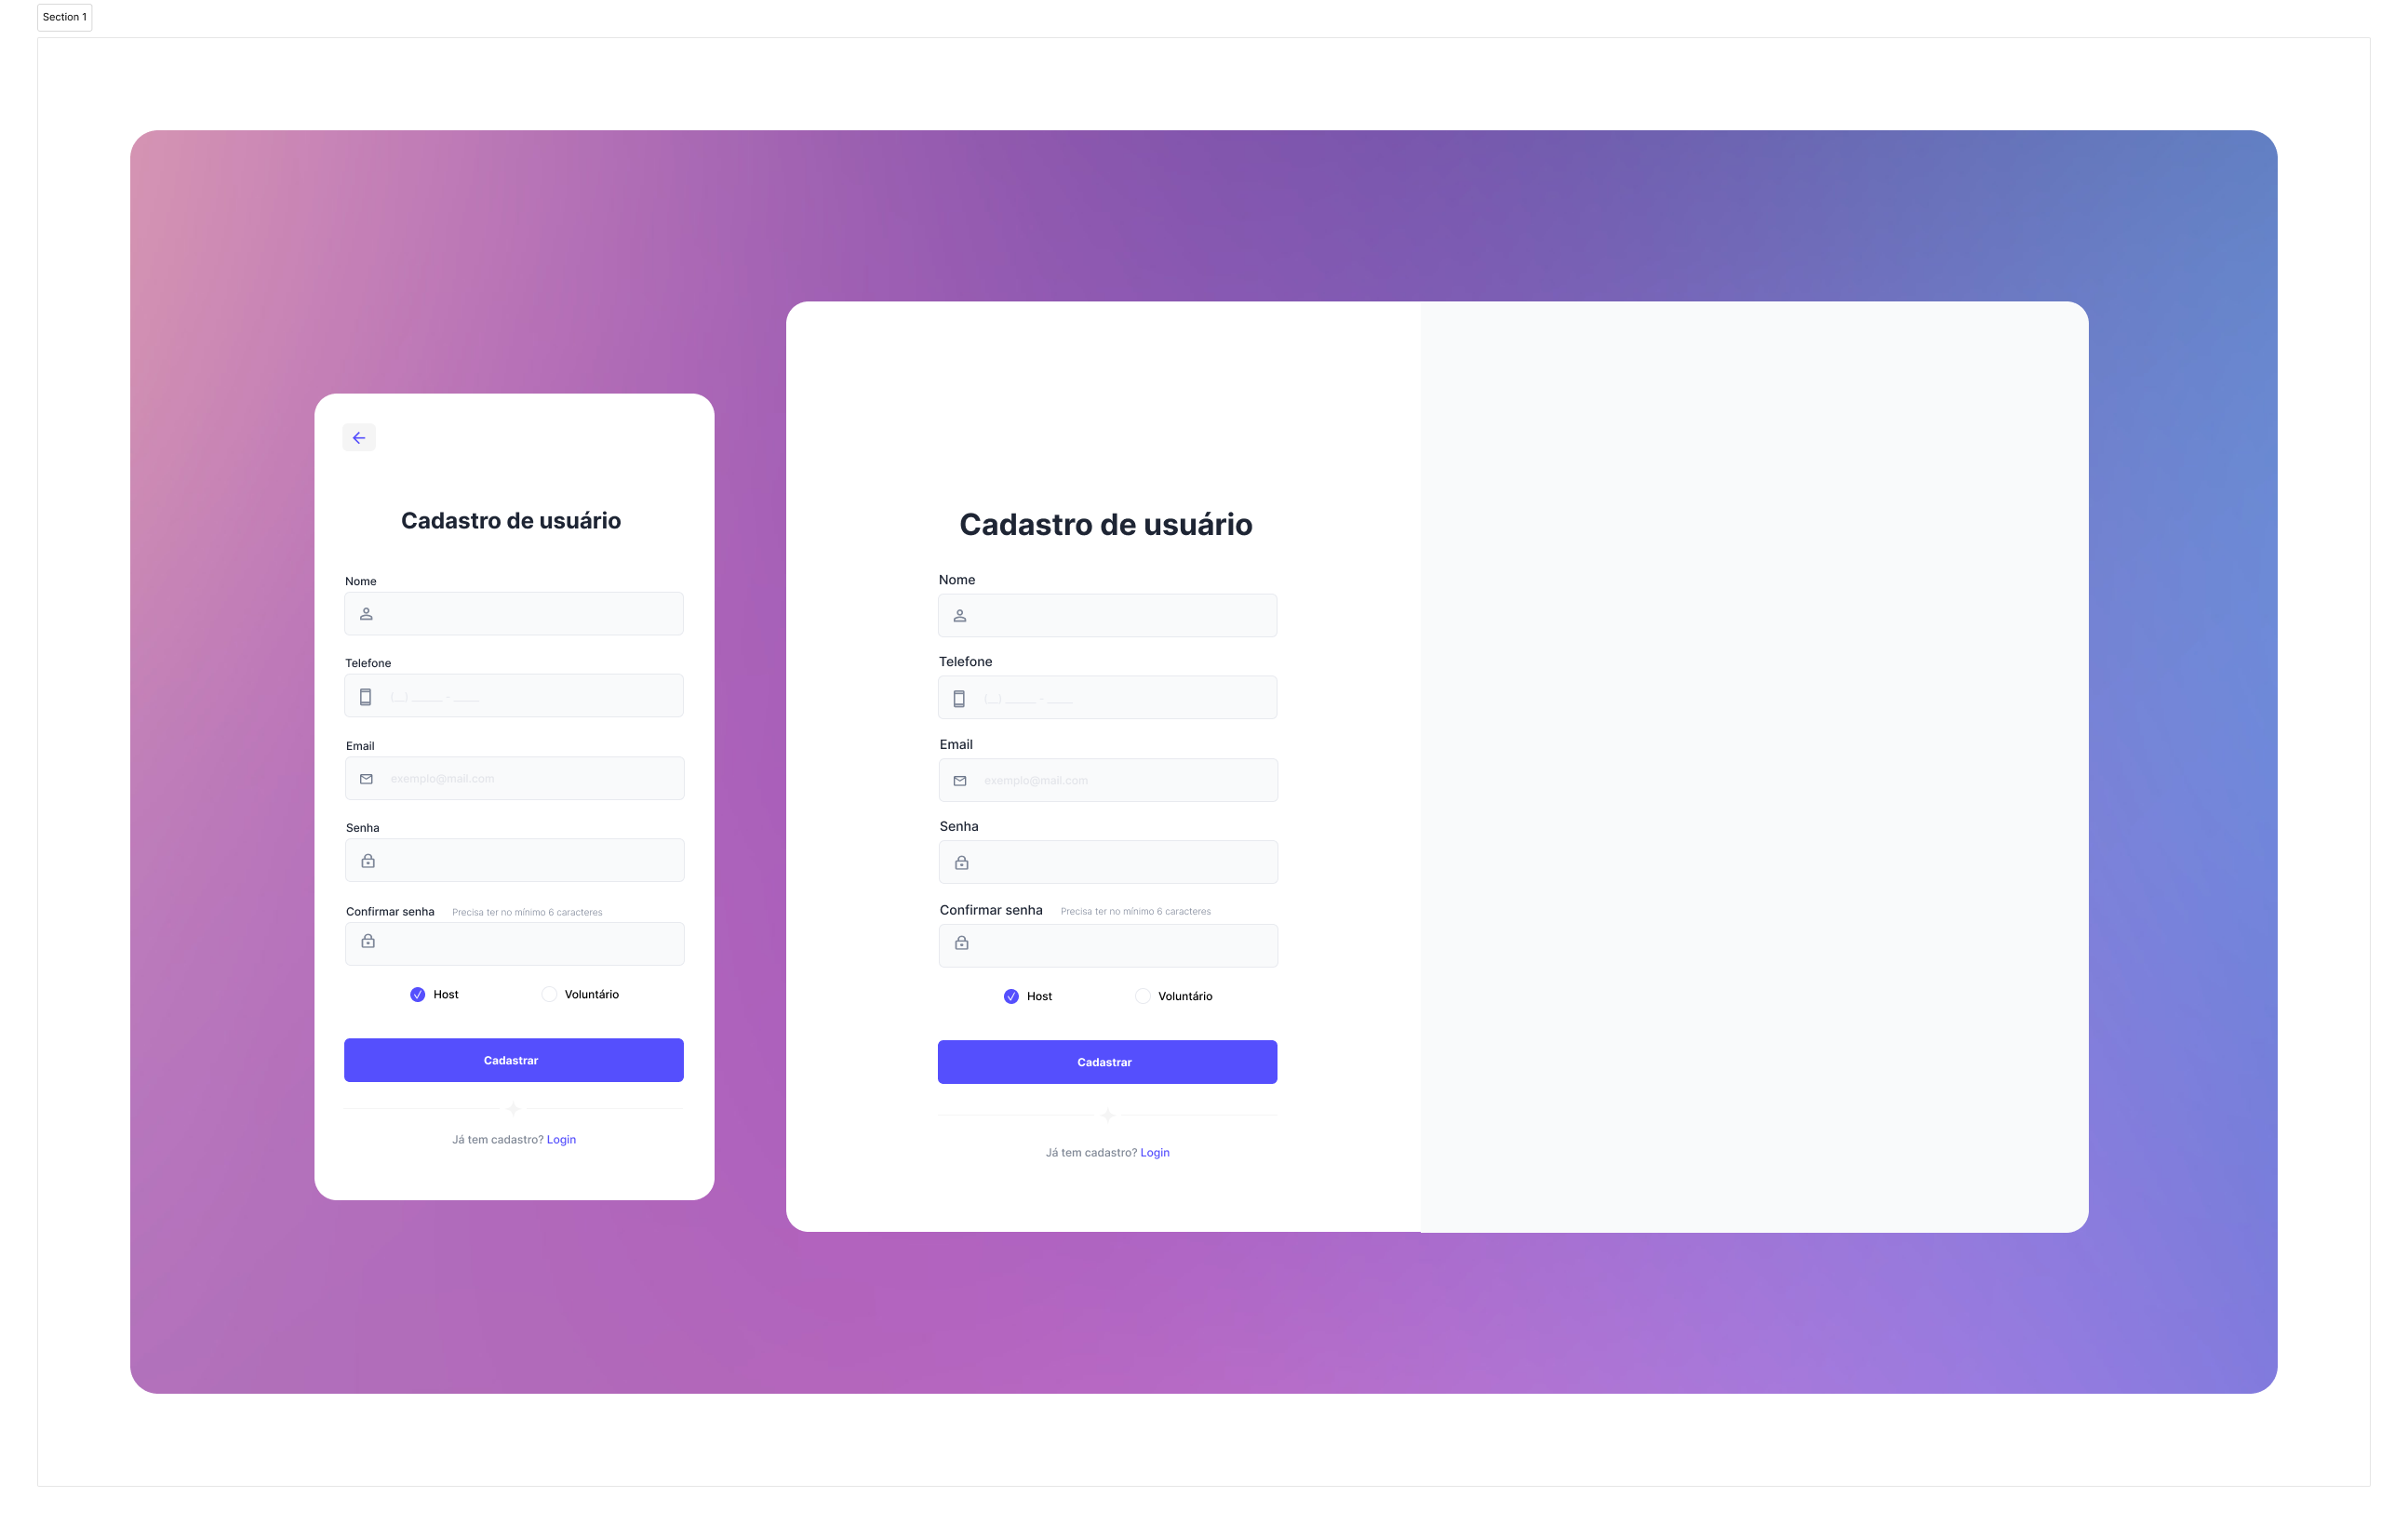 Section 1
Cadastro de usuário
Nome
Telefone
(__) _____ - ____
Email
exemplo@mail.com
Senha
Confirmar senha Precisa ter no mínimo 6 caracteres
Host Voluntário
Cadastrar
Já tem cadastro? Login
Cadastro de usuário
Nome
Telefone
(__) _____ - ____
Email
exemplo@mail.com
Senha
Confirmar senha Precisa ter no mínimo 6 caracteres
Host Voluntário
Cadastrar
Já tem cadastro? Login